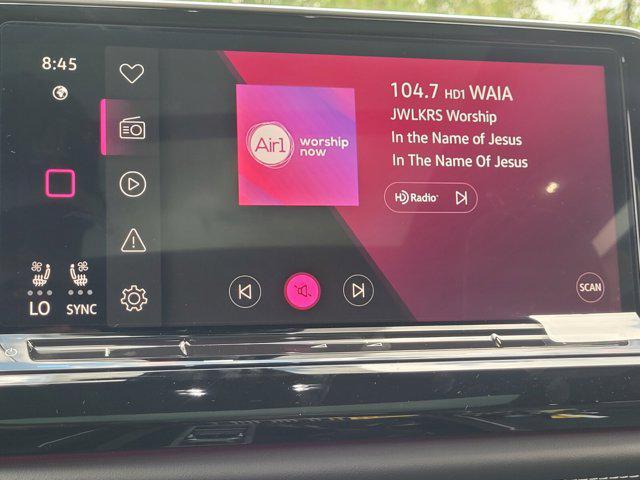 8:45
104.7 HD1 WAIA
JWLKRS Worship
In the Name of Jesus
In The Name Of Jesus
Air1 worship
now
HD Radio
SCAN
LO SYNC